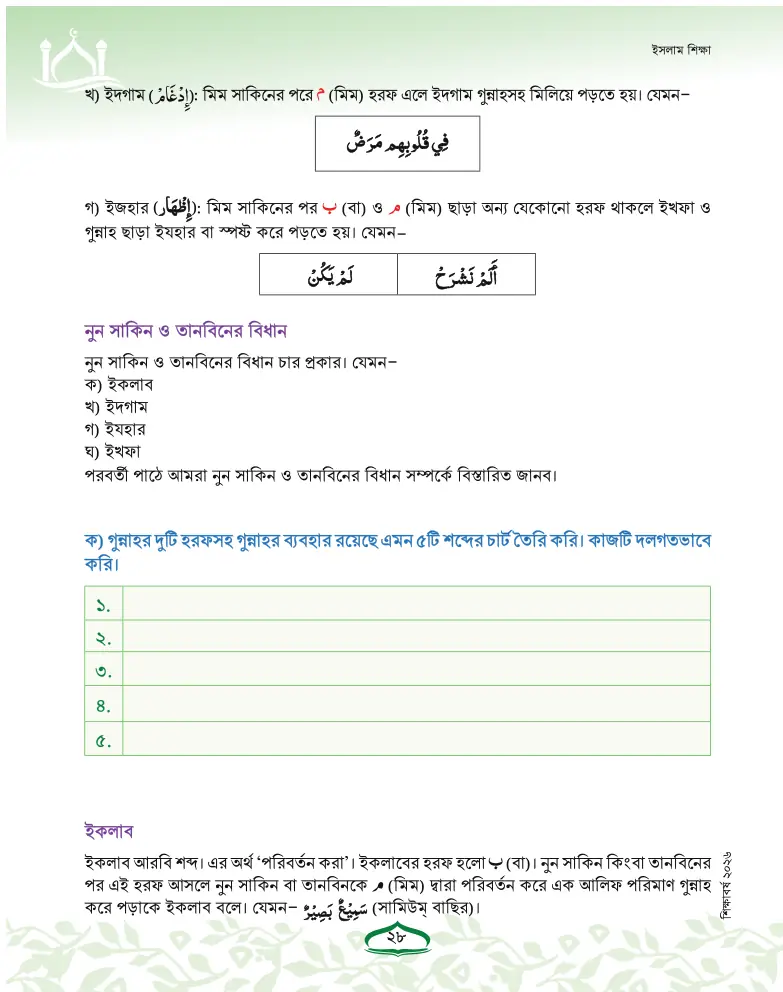 ইসলাম শিক্ষা
খ) ইদগাম (إِدْغَامْ): মিম সাকিনের পরে م (মিম) হরফ এলে ইদগাম গুন্নাহসহ মিলিয়ে পড়তে হয়। যেমন–
فِي قُلُوبِهِم مَرَضٌ
গ) ইজহার (إِظْهَار): মিম সাকিনের পর ب (বা) ও م (মিম) ছাড়া অন্য যেকোনো হরফ থাকলে ইখফা ও
গুন্নাহ ছাড়া ইযহার বা স্পষ্ট করে পড়তে হয়। যেমন–
أَلَمْ نَشْرَحْ
لَمْ يَكُنْ
নুন সাকিন ও তানবিনের বিধান
নুন সাকিন ও তানবিনের বিধান চার প্রকার। যেমন–
ক) ইকলাব
খ) ইদগাম
গ) ইযহার
ঘ) ইখফা
পরবর্তী পাঠে আমরা নুন সাকিন ও তানবিনের বিধান সম্পর্কে বিস্তারিত জানব।
ক) গুন্নাহর দুটি হরফসহ গুন্নাহর ব্যবহার রয়েছে এমন ৫টি শব্দের চার্ট তৈরি করি। কাজটি দলগতভাবে
করি।
১.
২.
৩.
৪.
৫.
ইকলাব
ইকলাব আরবি শব্দ। এর অর্থ ‘পরিবর্তন করা’। ইকলাবের হরফ হলো ب (বা)। নুন সাকিন কিংবা তানবিনের
পর এই হরফ আসলে নুন সাকিন বা তানবিনকে م (মিম) দ্বারা পরিবর্তন করে এক আলিফ পরিমাণ গুন্নাহ
করে পড়াকে ইকলাব বলে। যেমন– سَمِيْعٌ بَصِيْرٌ (সামিউম্ বাছির)।
শিক্ষাবর্ষ ২০২৬
২৮